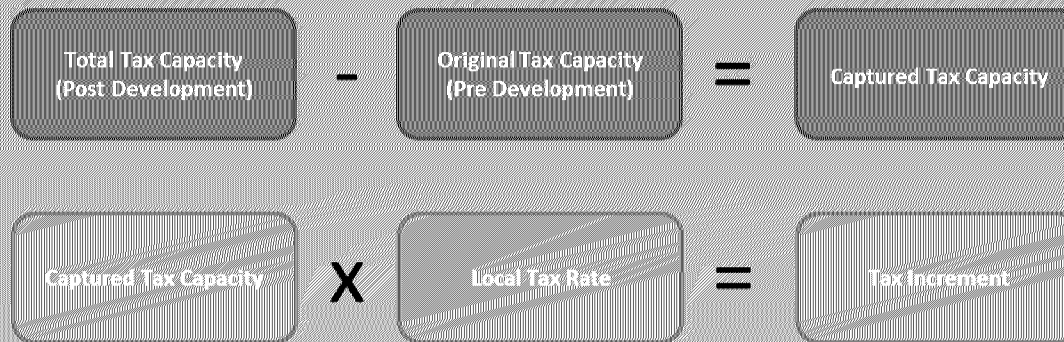 Total Tax Capacity
(Post Development)
-
Original Tax Capacity
(Pre Development)
=
Captured Tax Capacity
Captured Tax Capacity
X
Local Tax Rate
=
Tax Increment